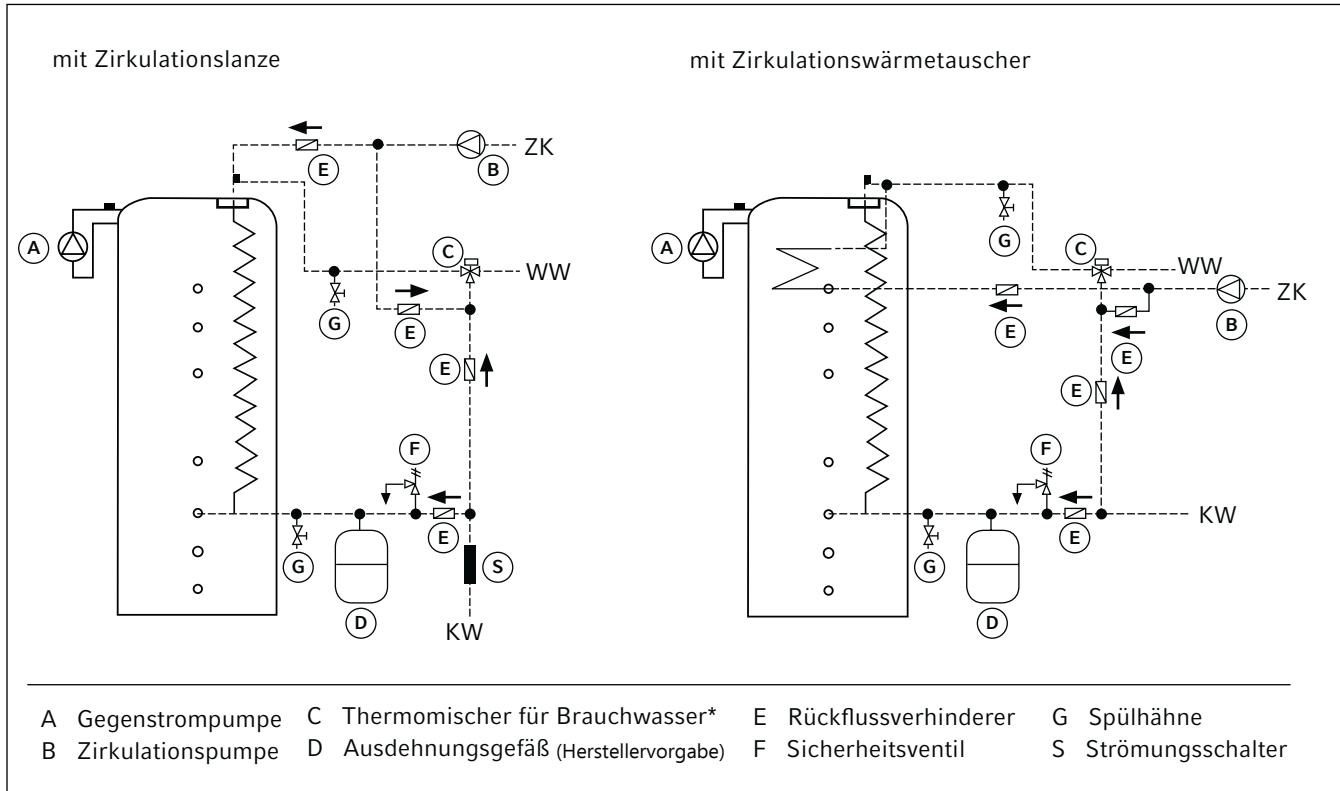 mit Zirkulationslanze
mit Zirkulationswärmetauscher
E
B
ZK
A
C
WW
G
E
E
F
G
D
E
S
KW
A
G
C
WW
ZK
B
E
E
E
F
KW
G
D
E
A Gegenstrompumpe C Thermomischer für Brauchwasser* E Rückflussverhinderer G Spülhähne
B Zirkulationspumpe D Ausdehnungsgefäß (Herstellervorgabe) F Sicherheitsventil S Strömungsschalter